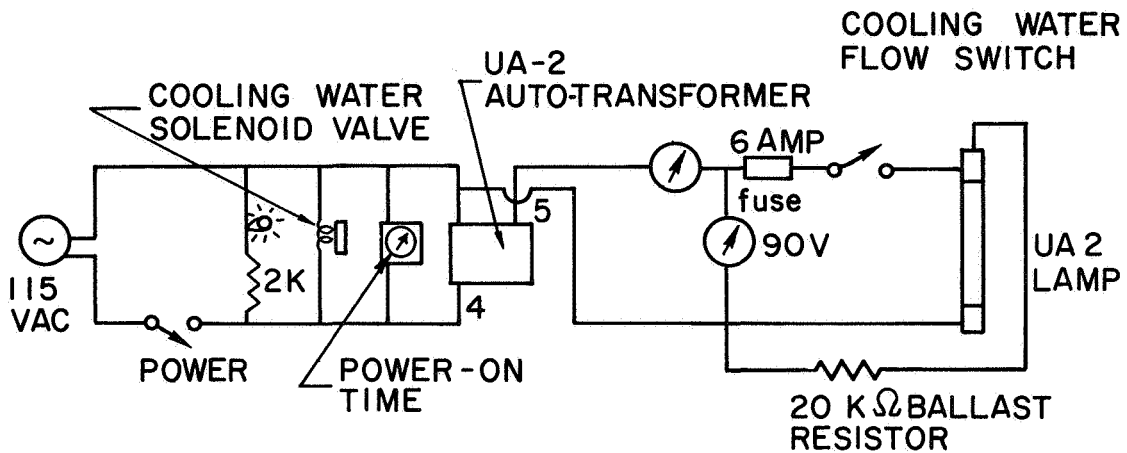 COOLING WATER
FLOW SWITCH
UA-2
AUTO-TRANSFORMER
COOLING WATER
SOLENOID VALVE
6 AMP
fuse
5
~
90V
UA 2
LAMP
2K
4
115
VAC
POWER
POWER-ON
TIME
20 K Ω BALLAST
RESISTOR